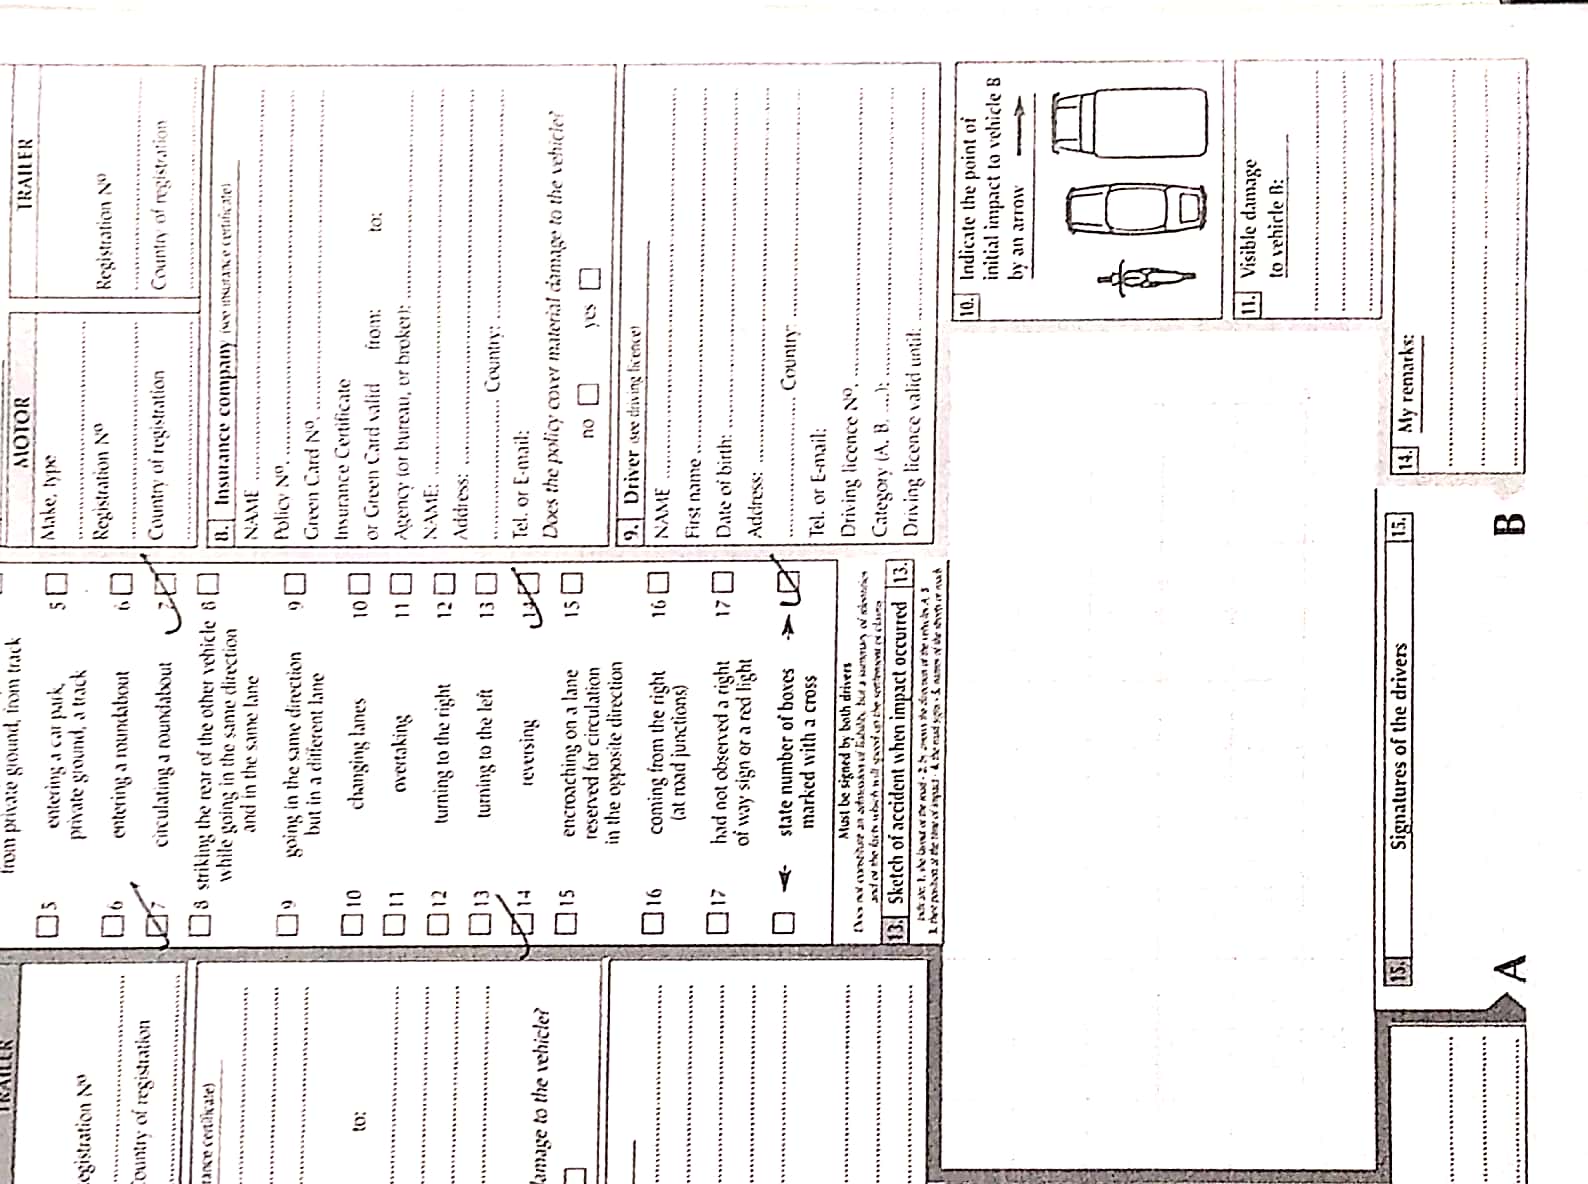 TRAILER
Registration Nº
Country of registration
(see insurance certificate)
to:
damage to the vehicle?
from private ground, from track
5 entering a car park, 5
private ground, a track
6 entering a roundabout 6
7 circulating a roundabout 7
8 striking the rear of the other vehicle 8
while going in the same direction
and in the same lane
9 going in the same direction 9
but in a different lane
10 changing lanes 10
11 overtaking 11
12 turning to the right 12
13 turning to the left 13
14 reversing 14
15 encroaching on a lane 15
reserved for circulation
in the opposite direction
16 coming from the right 16
(at road junctions)
17 had not observed a right 17
of way sign or a red light
state number of boxes
marked with a cross
Must be signed by both drivers
Does not constitute an admission of liability, but a summary of identities
and of the facts which will speed up the settlement of claims
13. Sketch of accident when impact occurred 13.
MOTOR
TRAILER
Make, type
Registration Nº
Registration Nº
Country of registration
Country of registration
8. Insurance company (see insurance certificate)
NAME
Policy Nº
Green Card Nº
Insurance Certificate
or Green Card valid from: to:
Agency (or bureau, or broker):
NAME:
Address:
Country:
Tel. or E-mail:
Does the policy cover material damage to the vehicle?
no yes
9. Driver (see driving licence)
NAME
First name
Date of birth:
Address:
Country:
Tel. or E-mail:
Driving licence Nº
Category (A, B ...):
Driving licence valid until:
10. Indicate the point of
initial impact to vehicle B
by an arrow
11. Visible damage
to vehicle B:
14. My remarks:
15. Signatures of the drivers 15.
A B